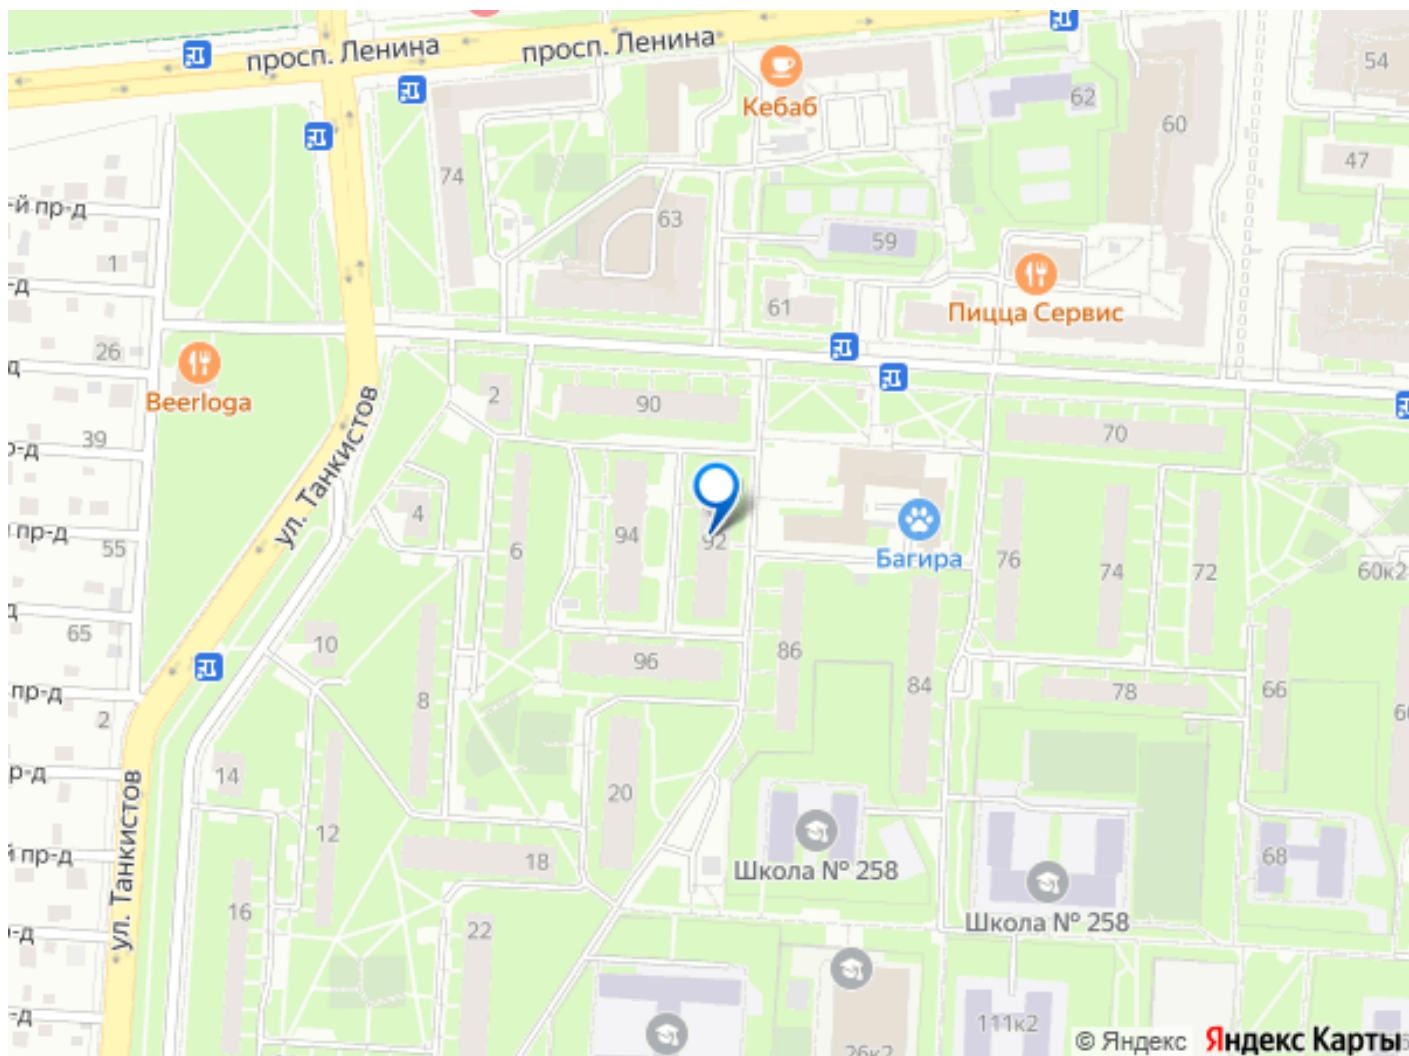 просп. Ленина
просп. Ленина
54
Кебаб
62
60
47
74
-й пр-д
63
59
1
-д
61
Пицца Сервис
26
д
Beerloga
2
90
70
39
р-д
ул. Танкистов
4
6
94
92
Багира
76
74
72
60к2
пр-д
55
д
65
10
96
86
84
78
66
пр-д
2
8
р-д
14
20
12
18
ул. Танкистов
Школа № 258
68
й пр-д
16
22
Школа № 258
-д
-д
111к2
26к2
© Яндекс
Яндекс Карты